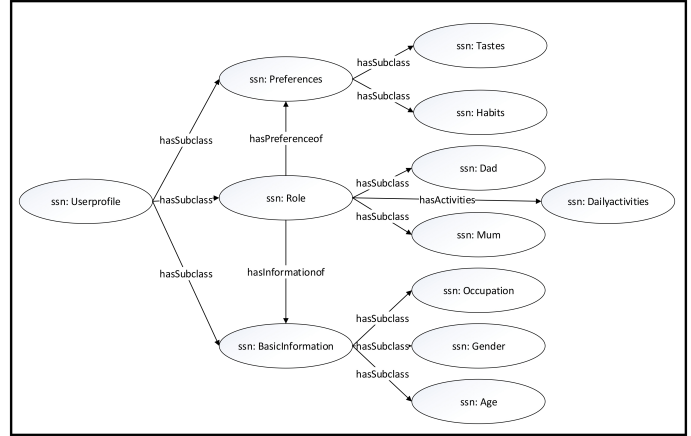 ssn: Tastes
hasSubclass
ssn: Preferences
hasSubclass
ssn: Habits
hasSubclass
hasPreferenceof
ssn: Dad
hasSubclass
ssn: Userprofile
hasSubclass
ssn: Role
hasActivities
ssn: Dailyactivities
hasSubclass
ssn: Mum
hasSubclass
hasInformationof
ssn: Occupation
hasSubclass
ssn: BasicInformation
hasSubclass
ssn: Gender
hasSubclass
ssn: Age